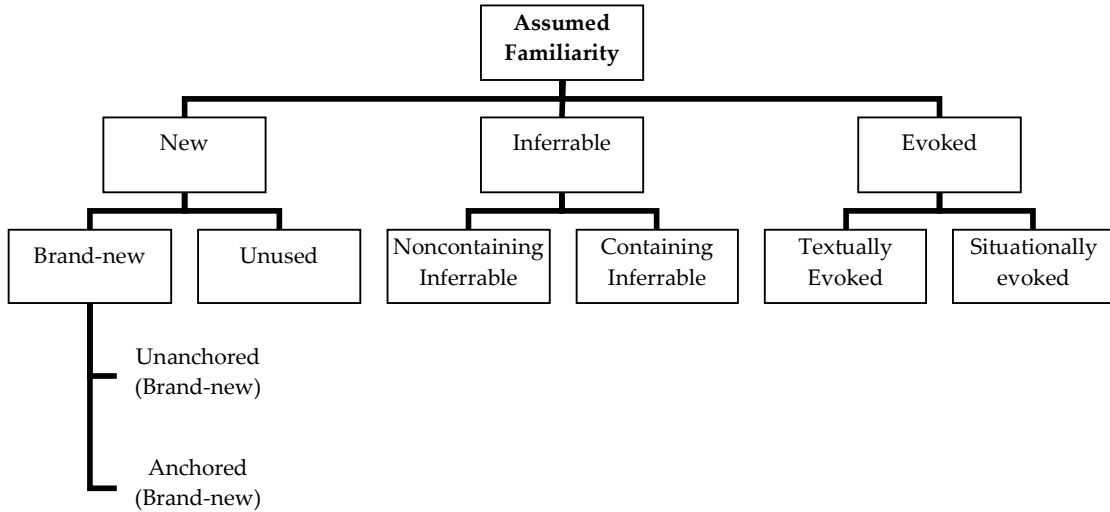 Assumed
Familiarity
New
Inferrable
Evoked
Brand-new
Unused
Noncontaining
Inferrable
Containing
Inferrable
Textually
Evoked
Situationally
evoked
Unanchored
(Brand-new)
Anchored
(Brand-new)